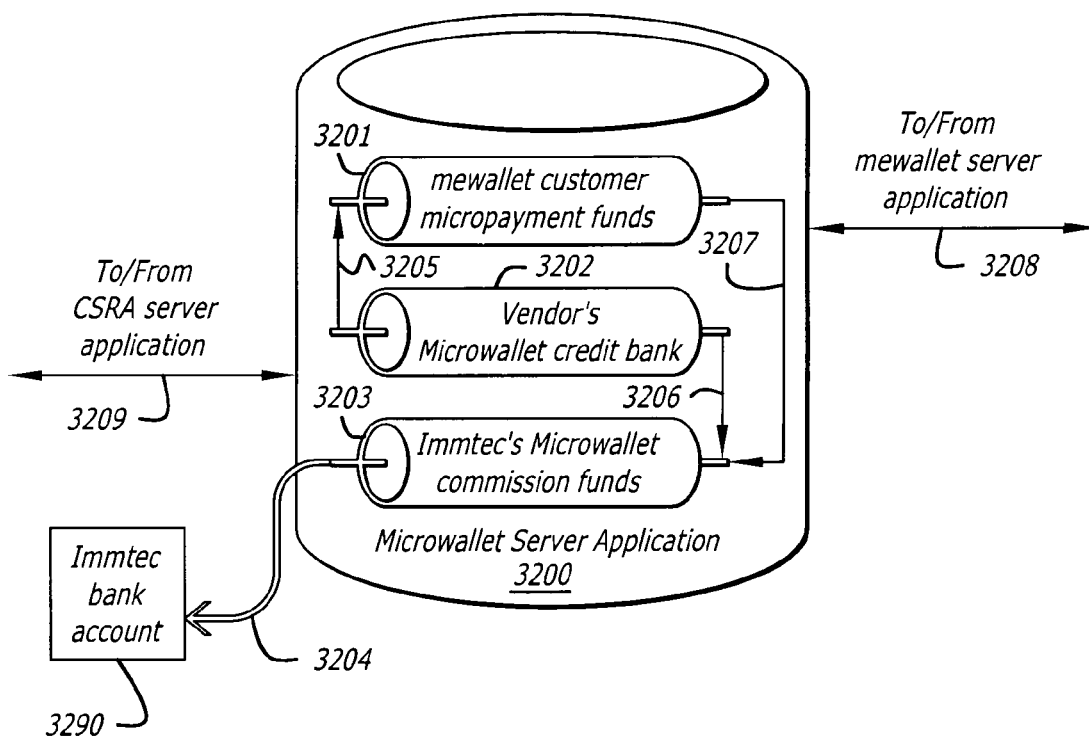 3201
mewallet customer
micropayment funds
To/From
mewallet server
application
3207
3205
3202
3208
To/From
CSRA server
application
Vendor's
Microwallet credit bank
3206
3209
3203
Immtec's Microwallet
commission funds
Microwallet Server Application
3200
Immtec
bank
account
3204
3290